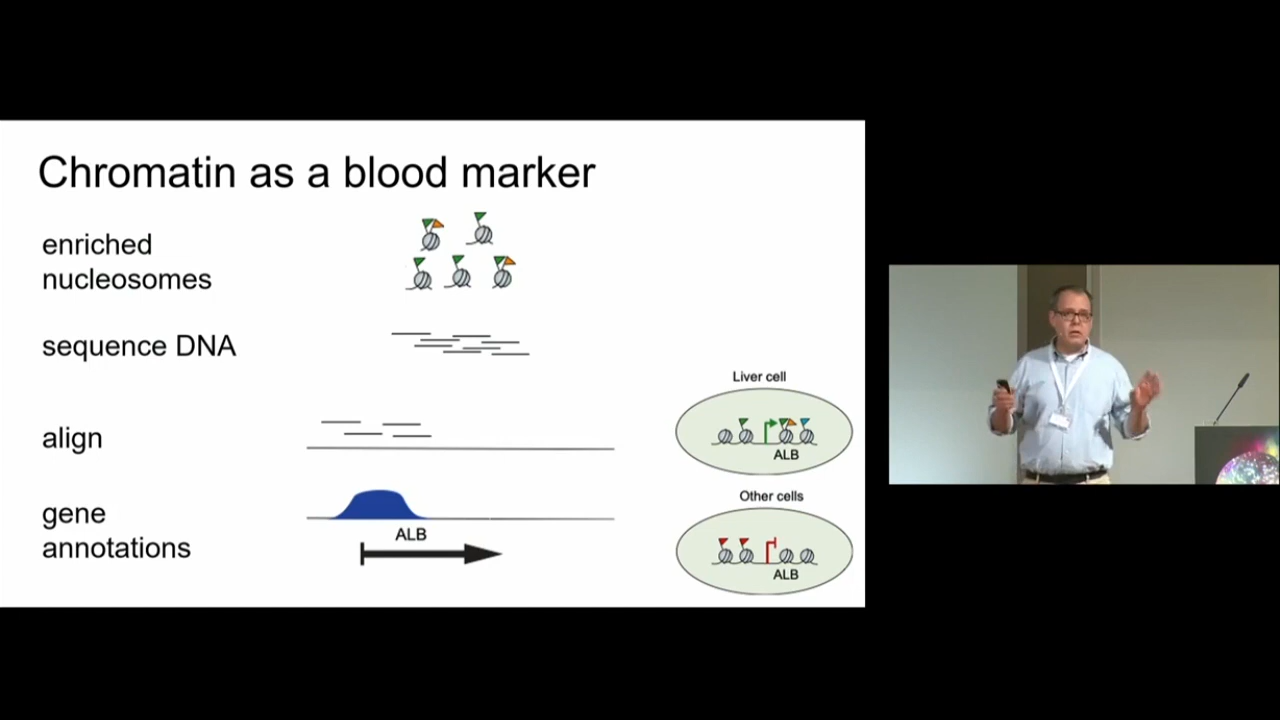 Chromatin as a blood marker
enriched
nucleosomes
sequence DNA
align
gene
annotations
ALB
Liver cell
ALB
Other cells
ALB